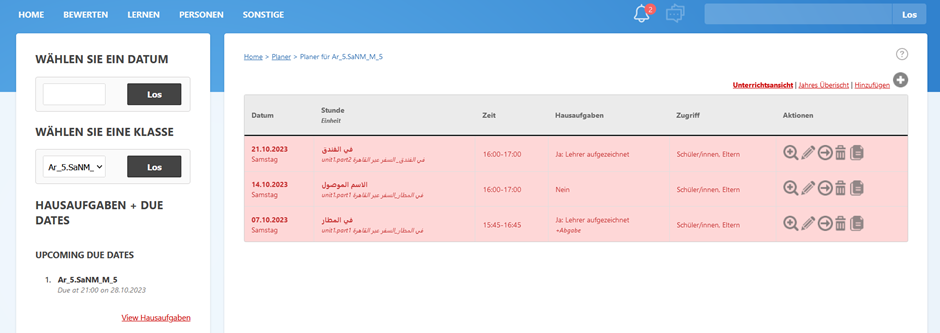 HOME BEWERTEN LERNEN PERSONEN SONSTIGE 2 Los
WÄHLEN SIE EIN DATUM
Los
WÄHLEN SIE EINE KLASSE
Ar_5.SaNM_ Los
HAUSAUFGABEN + DUE
DATES
UPCOMING DUE DATES
1. Ar_5.SaNM_M_5
Due at 21:00 on 28.10.2023
View Hausaufgaben
Home > Planer > Planer für Ar_5.SaNM_M_5
Unterrichtsansicht | Jahres Überischt | Hinzufügen
Datum Stunde Zeit Hausaufgaben Zugriff Aktionen
Einheit
21.10.2023 في الفندق 16:00-17:00 Ja: Lehrer aufgezeichnet Schüler/innen, Eltern
Samstag unit1.part2 في الفندق_السفر عبر القاهرة
14.10.2023 الاسم الموصول 16:00-17:00 Nein Schüler/innen, Eltern
Samstag unit1.part1 في المطار_السفر عبر القاهرة
07.10.2023 في المطار 15:45-16:45 Ja: Lehrer aufgezeichnet Schüler/innen, Eltern
Samstag unit1.part1 في المطار_السفر عبر القاهرة +Abgabe